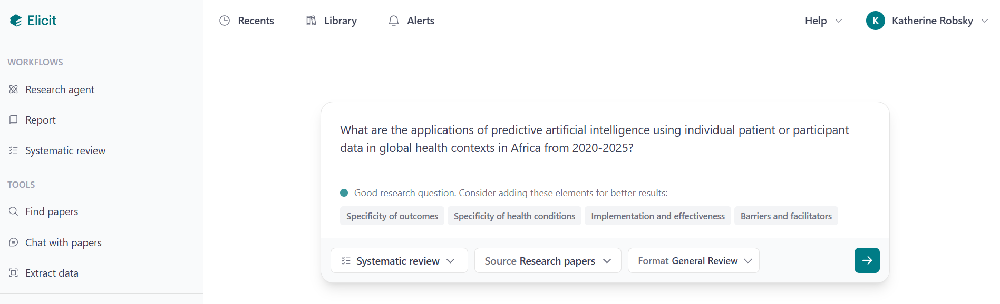 Elicit
Recents
Library
Alerts
Help
K
Katherine Robsky
WORKFLOWS
Research agent
Report
Systematic review
TOOLS
Find papers
Chat with papers
Extract data
What are the applications of predictive artificial intelligence using individual patient or participant
data in global health contexts in Africa from 2020-2025?
Good research question. Consider adding these elements for better results:
Specificity of outcomes
Specificity of health conditions
Implementation and effectiveness
Barriers and facilitators
Systematic review
Source Research papers
Format General Review